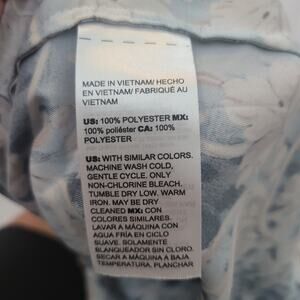 MADE IN VIETNAM/ HECHO
EN VIETNAM/ FABRIQUÉ AU
VIETNAM
US: 100% POLYESTER MX:
100% poliéster CA: 100%
POLYESTER
US: WITH SIMILAR COLORS.
MACHINE WASH COLD,
GENTLE CYCLE. ONLY
NON-CHLORINE BLEACH.
TUMBLE DRY LOW. WARM
IRON. MAY BE DRY
CLEANED MX: CON
COLORES SIMILARES.
LAVAR A MÁQUINA CON
AGUA FRÍA EN CICLO
SUAVE. SOLAMENTE
BLANQUEADOR SIN CLORO.
SECAR A MÁQUINA A BAJA
TEMPERATURA. PLANCHAR